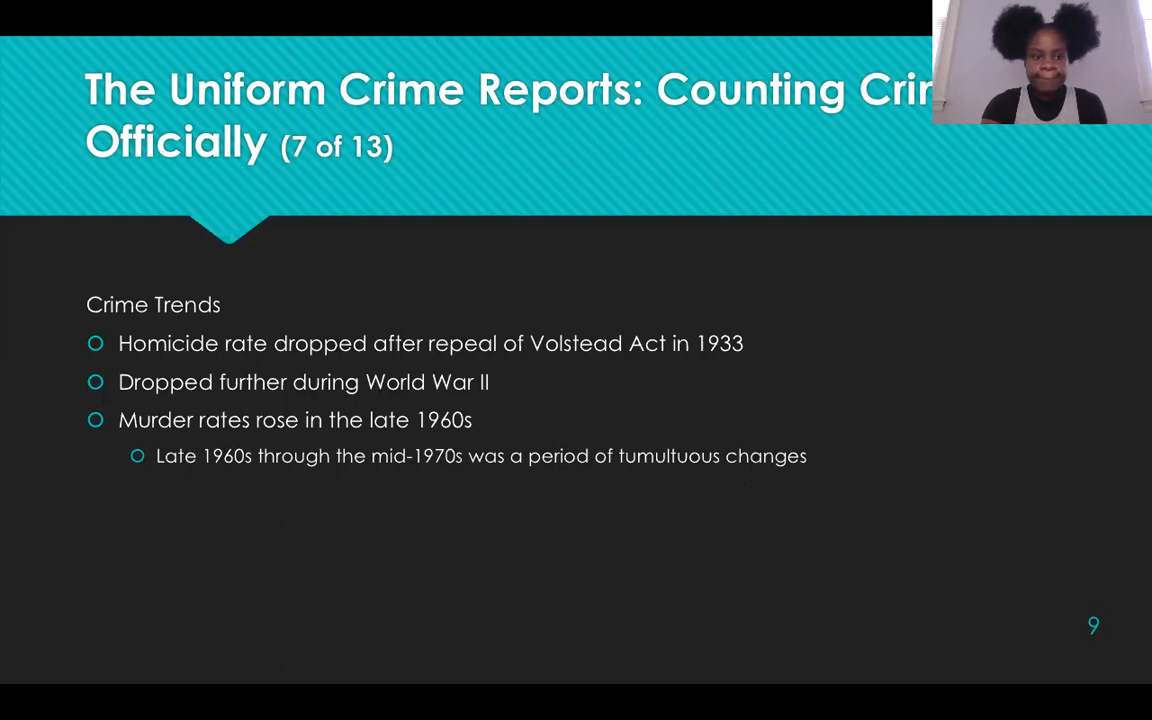 The Uniform Crime Reports: Counting
Officially (7 of 13)
Crime Trends
Homicide rate dropped after repeal of Volstead Act in 1933
Dropped further during World War II
Murder rates rose in the late 1960s
Late 1960s through the mid-1970s was a period of tumultuous changes
9